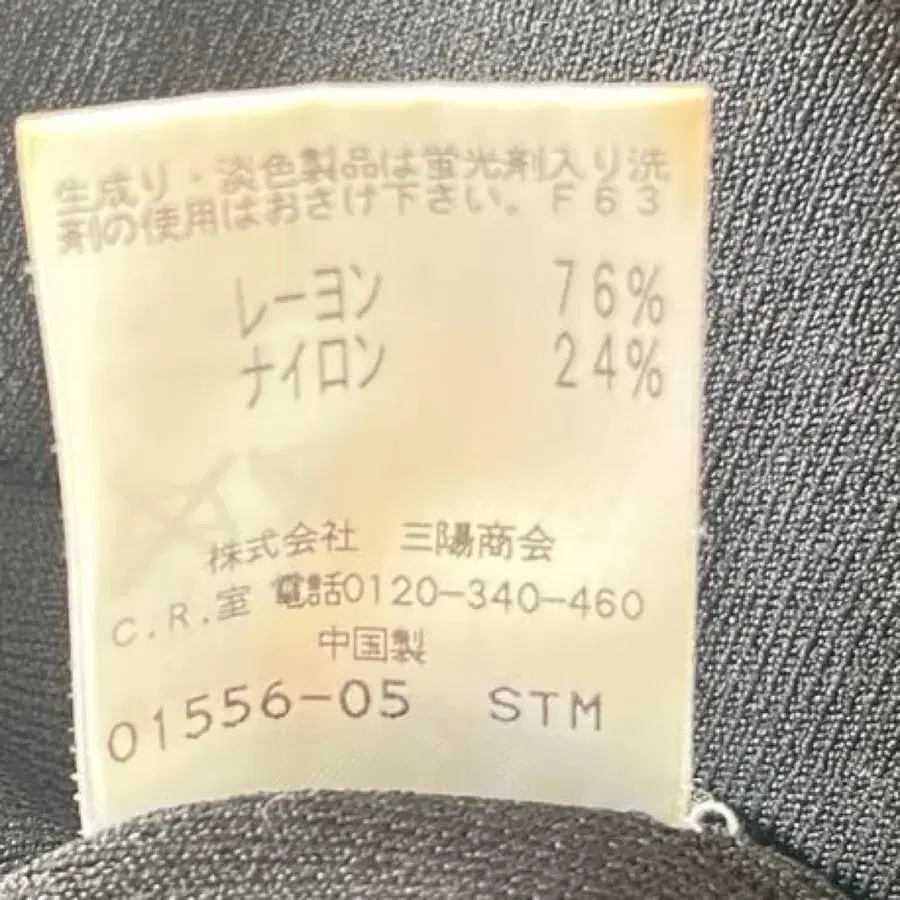 生成り・淡色製品は蛍光剤入り洗
剤の使用はおさけ下さい。F63
レーヨン 76%
ナイロン 24%
株式会社 三陽商会
C.R.室 電話0120-340-460
中国製
01556-05 STM